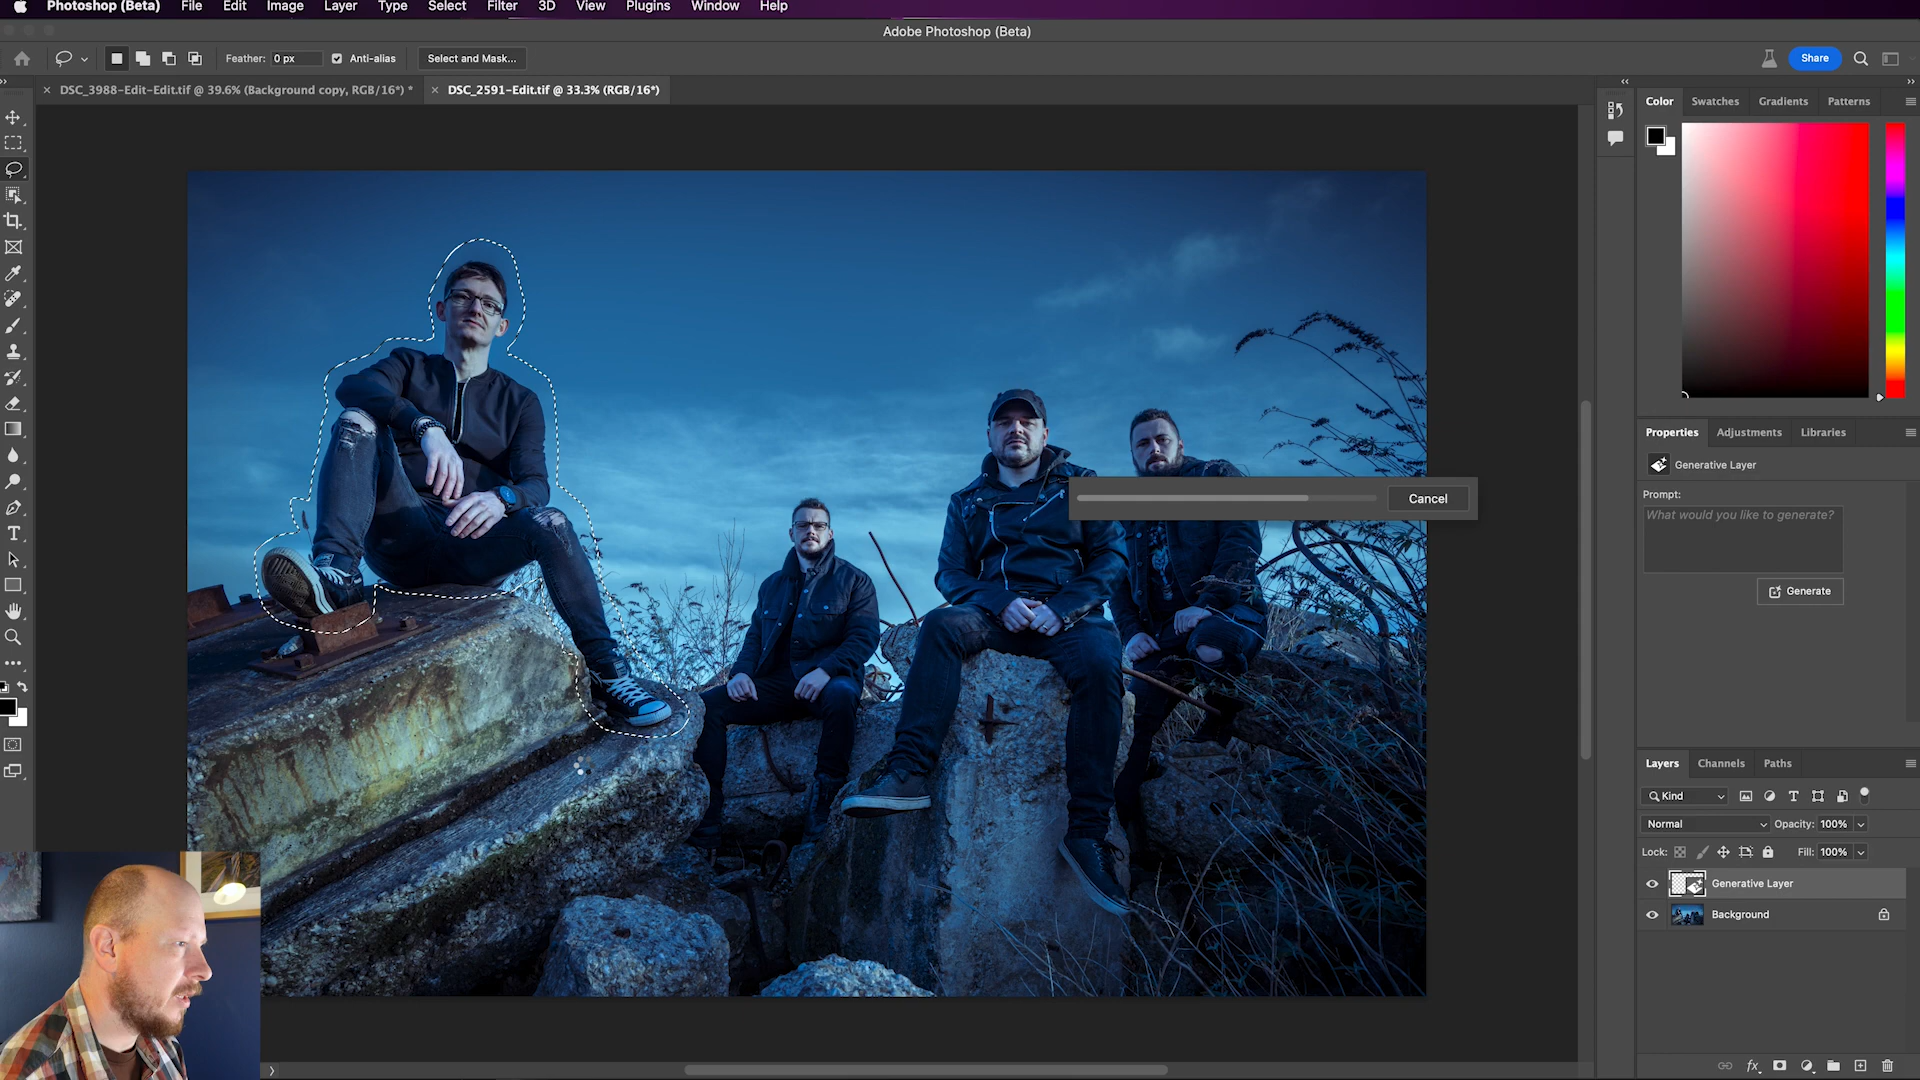 Photoshop (Beta) File Edit Image Layer Type Select Filter 3D View Plugins Window Help
Adobe Photoshop (Beta)
Feather: 0 px Anti-alias Select and Mask... Share
DSC_3988-Edit-Edit.tif @ 39.6% (Background copy, RGB/16*) * DSC_2591-Edit.tif @ 33.3% (RGB/16*)
Color Swatches Gradients Patterns
Properties Adjustments Libraries
Generative Layer
Prompt:
What would you like to generate?
Cancel
Generate
Layers Channels Paths
Kind
Normal Opacity: 100%
Lock: Fill: 100%
Generative Layer
Background